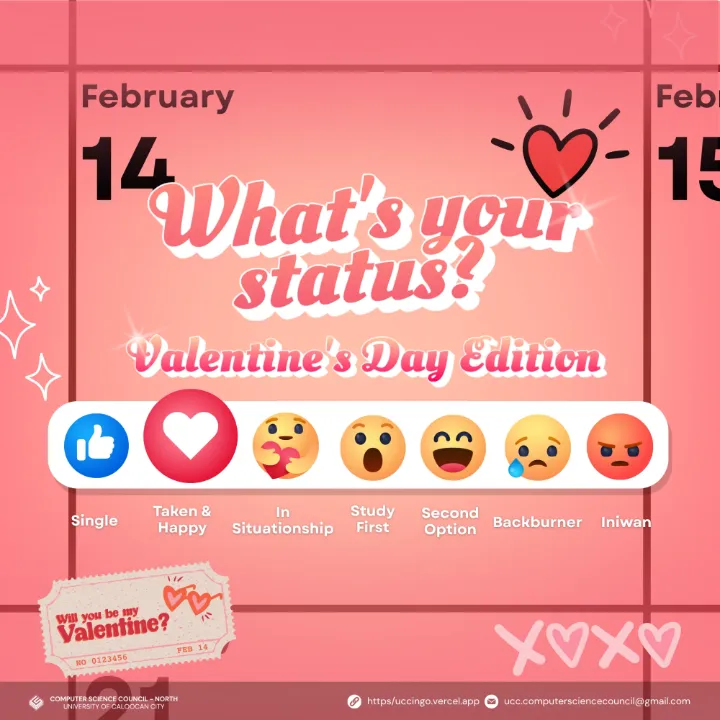 February
Feb
14
15
What's your
status?
Valentine's Day Edition
Single
Taken &
Happy
In
Situationship
Study
First
Second
Option
Backburner
Iniwan
Will you be my
Valentine?
NO 0123456
FEB 14
XOXO
21
COMPUTER SCIENCE COUNCIL - NORTH
UNIVERSITY OF CALOOCAN CITY
https/uccingo.vercel.app
ucc.computersciencecouncil@gmail.com